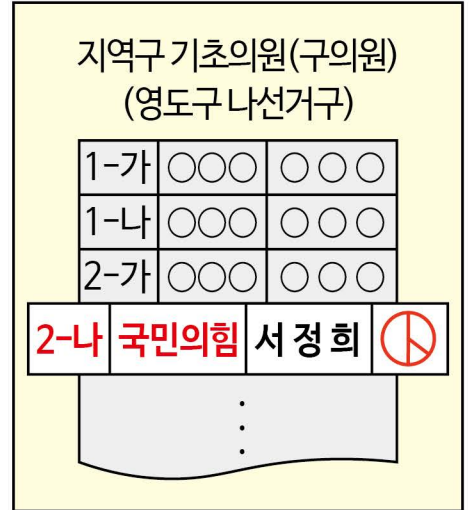 지역구 기초의원(구의원)
(영도구 나선거구)
1-가 ○○○ ○○○
1-나 ○○○ ○○○
2-가 ○○○ ○○○
2-나 국민의힘 서정희